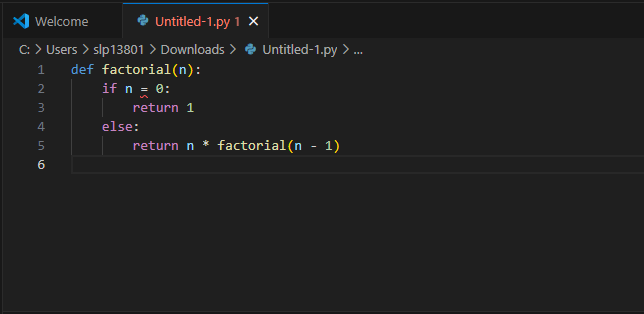 Welcome Untitled-1.py 1 ×
C: > Users > slp13801 > Downloads > Untitled-1.py > ...
1 def factorial(n):
2     if n = 0:
3         return 1
4     else:
5         return n * factorial(n - 1)
6